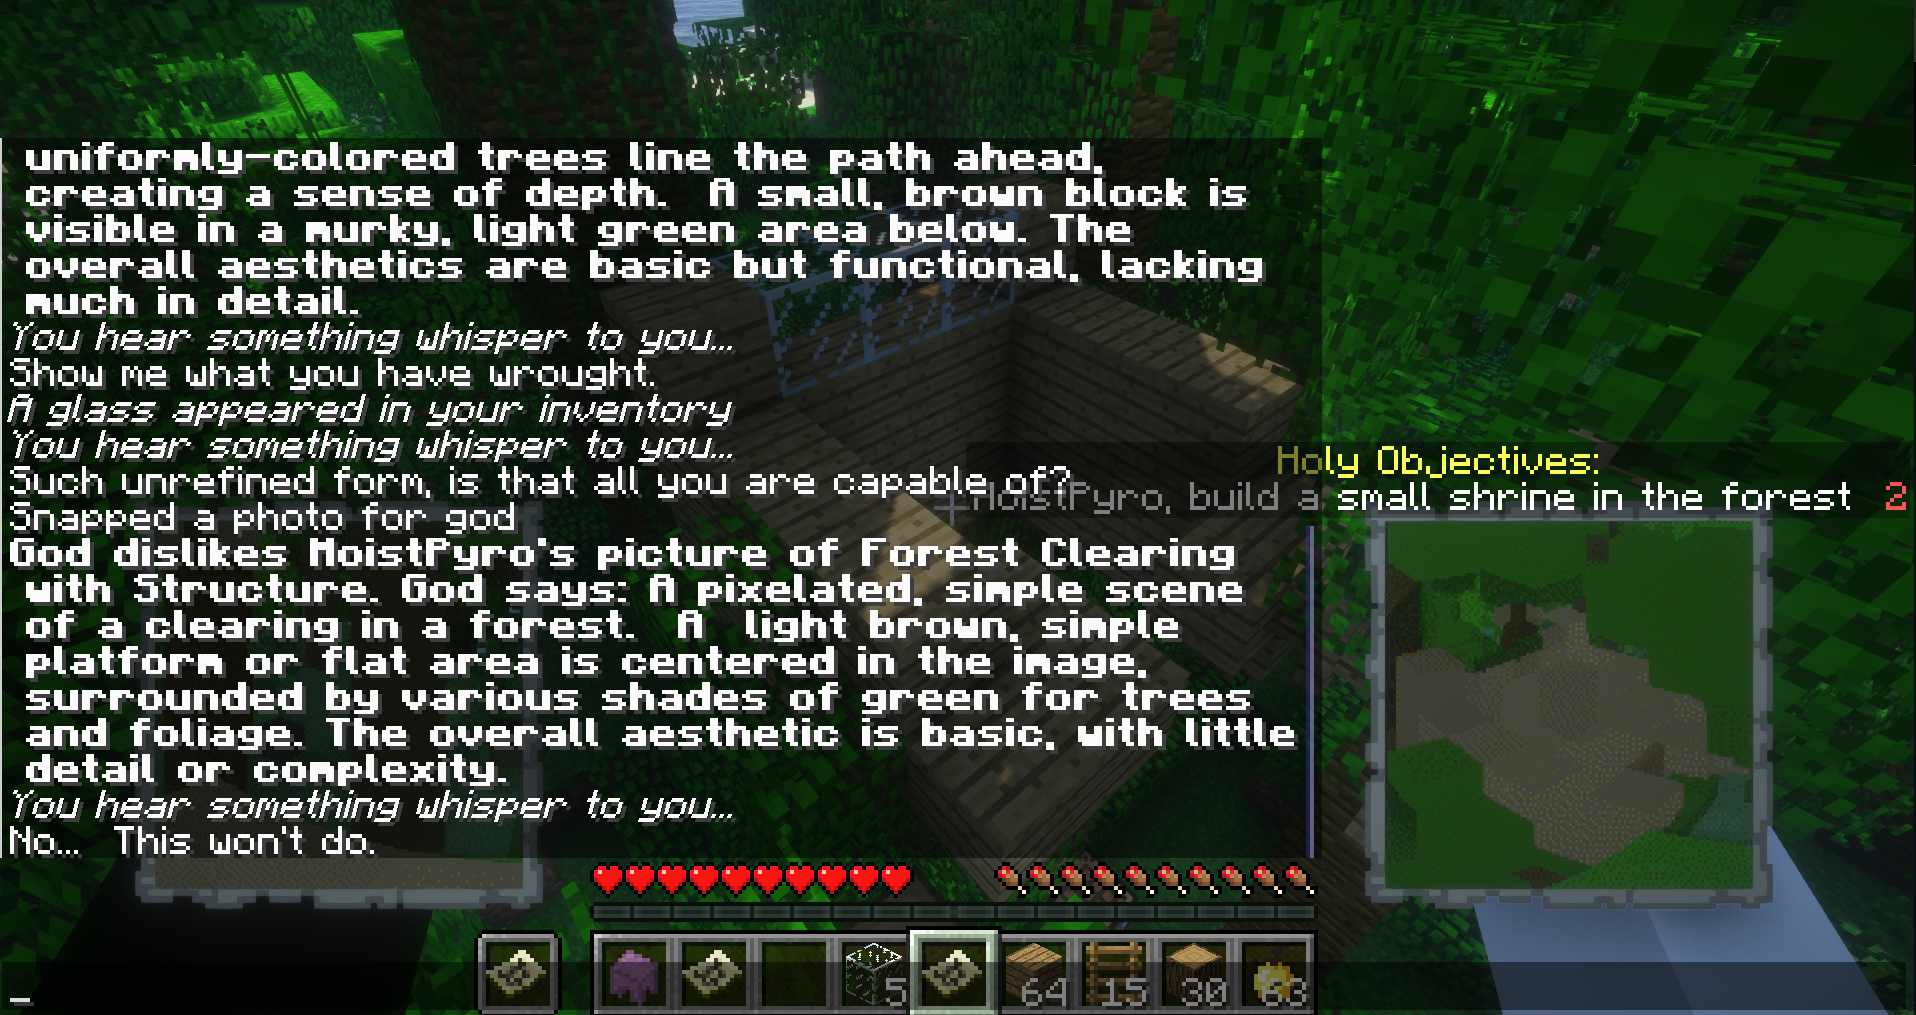 uniformly-colored trees line the path ahead,
creating a sense of depth.  A small, brown block is
visible in a murky, light green area below. The
overall aesthetics are basic but functional, lacking
much in detail.
You hear something whisper to you...
Show me what you have wrought.
A glass appeared in your inventory
You hear something whisper to you...
Such unrefined form, is that all you are capable of?
Snapped a photo for god
God dislikes MoistPyro's picture of Forest Clearing
with Structure. God says: A pixelated, simple scene
of a clearing in a forest.  A  light brown, simple
platform or flat area is centered in the image,
surrounded by various shades of green for trees
and foliage. The overall aesthetic is basic, with little
detail or complexity.
You hear something whisper to you...
No...  This won't do.
Holy Objectives:
MoistPyro, build a small shrine in the forest 2
5
64
15
30
63
_